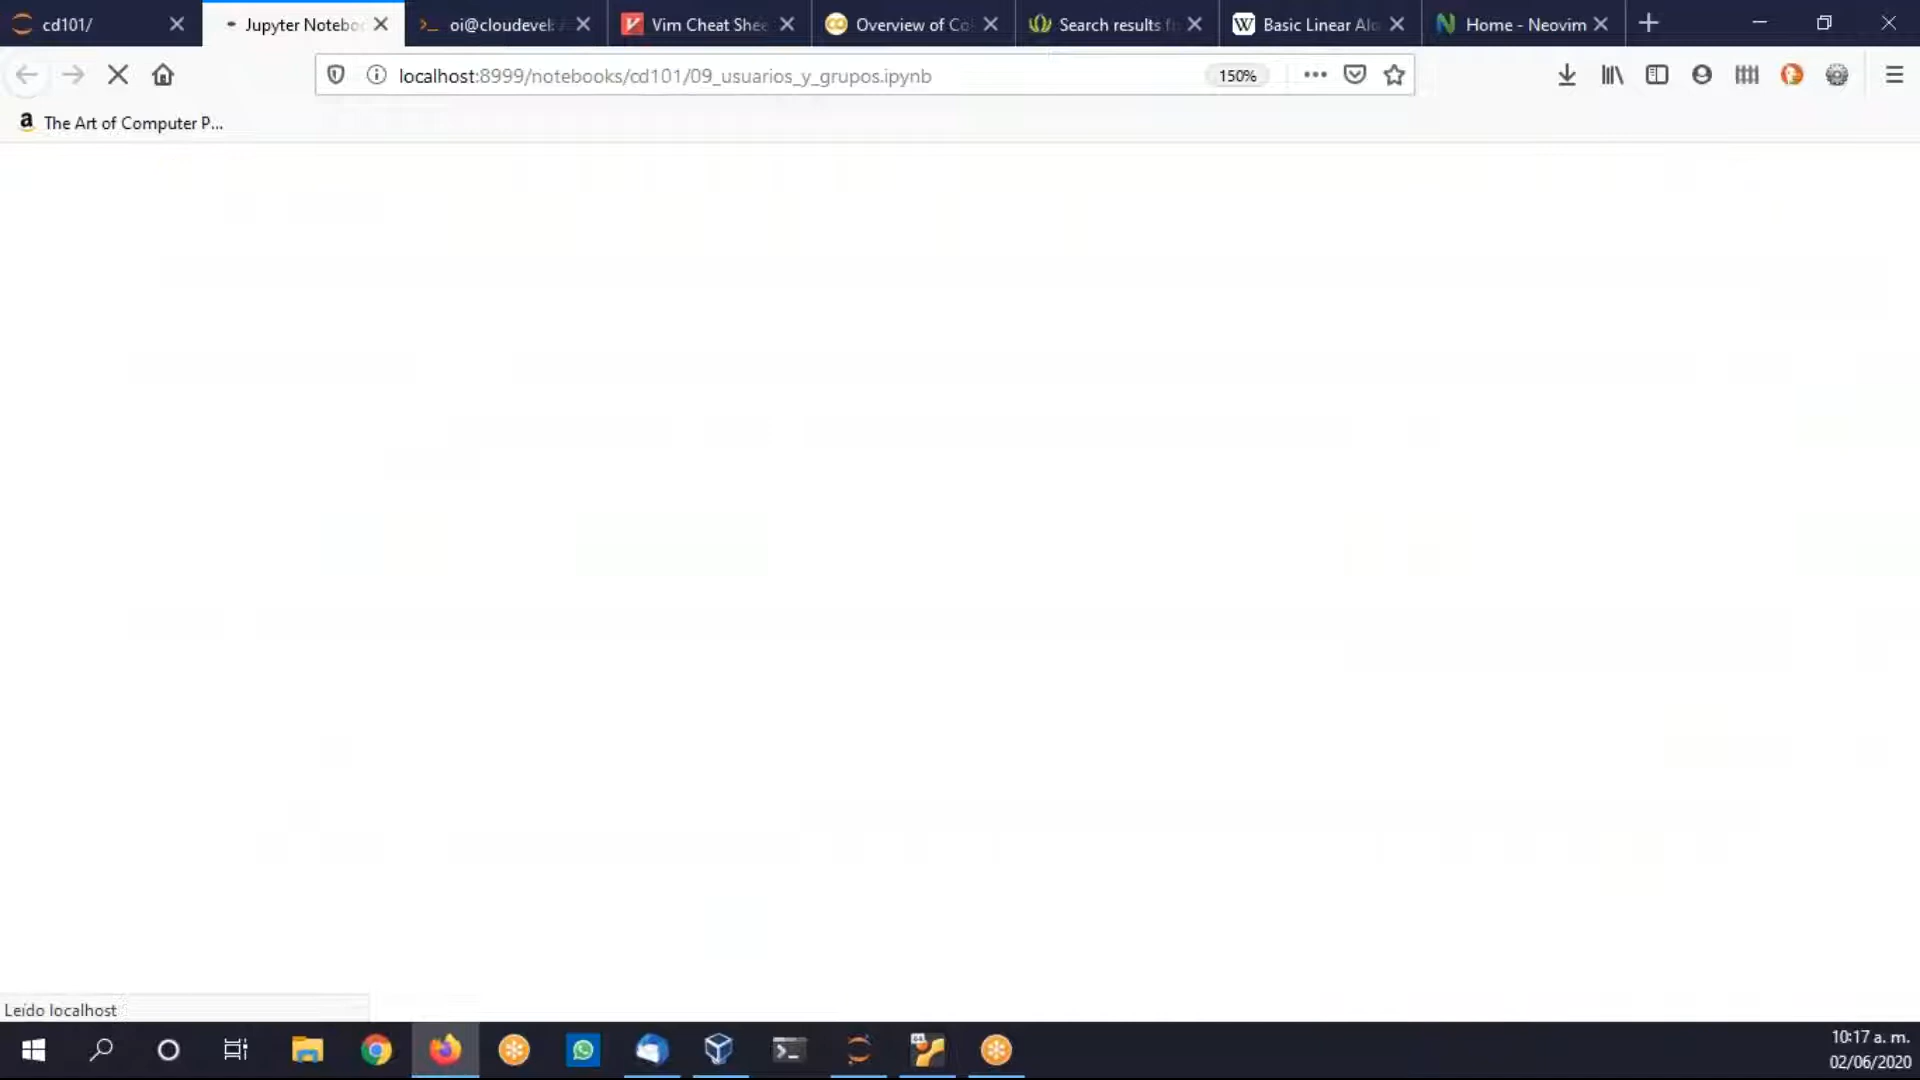 cd101/
Jupyter Notebo
oi@cloudevel:
Vim Cheat Shee
Overview of Co
Search results f
Basic Linear Al
Home - Neovim
localhost:8999/notebooks/cd101/09_usuarios_y_grupos.ipynb
150%
The Art of Computer P...
Leído localhost
10:17 a. m.
02/06/2020